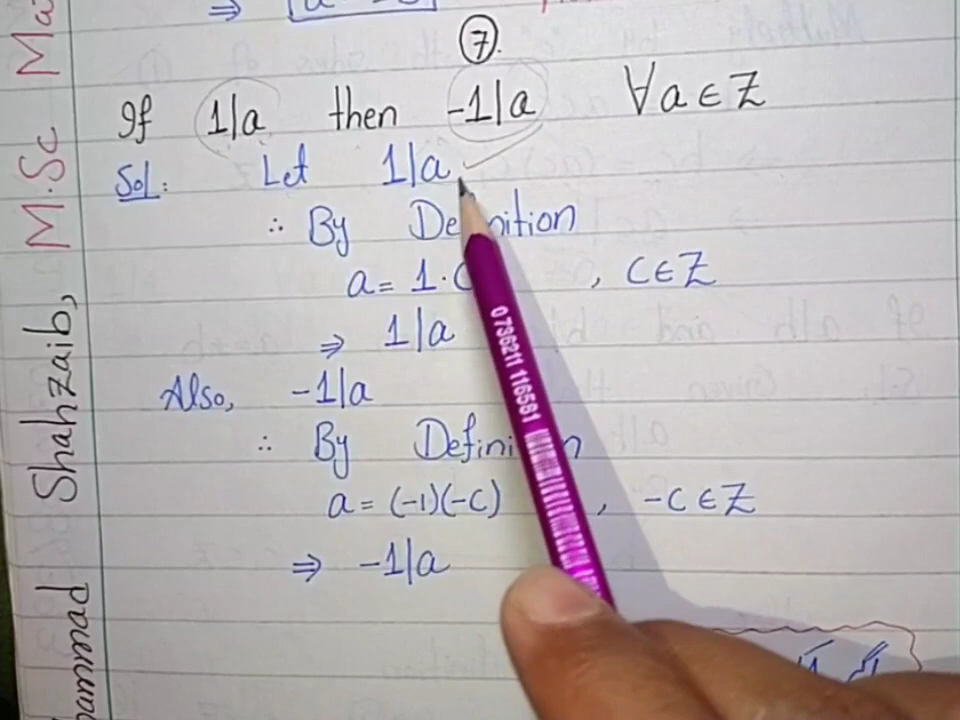 7.
If 1|a then -1|a ∀a∈Z
Sol: Let 1|a
∴ By Definition
a = 1·c , c∈Z
⇒ 1|a
Also, -1|a
∴ By Definition
a = (-1)(-c) , -c∈Z
⇒ -1|a
Shahzaib, M.Sc
0736211 116581